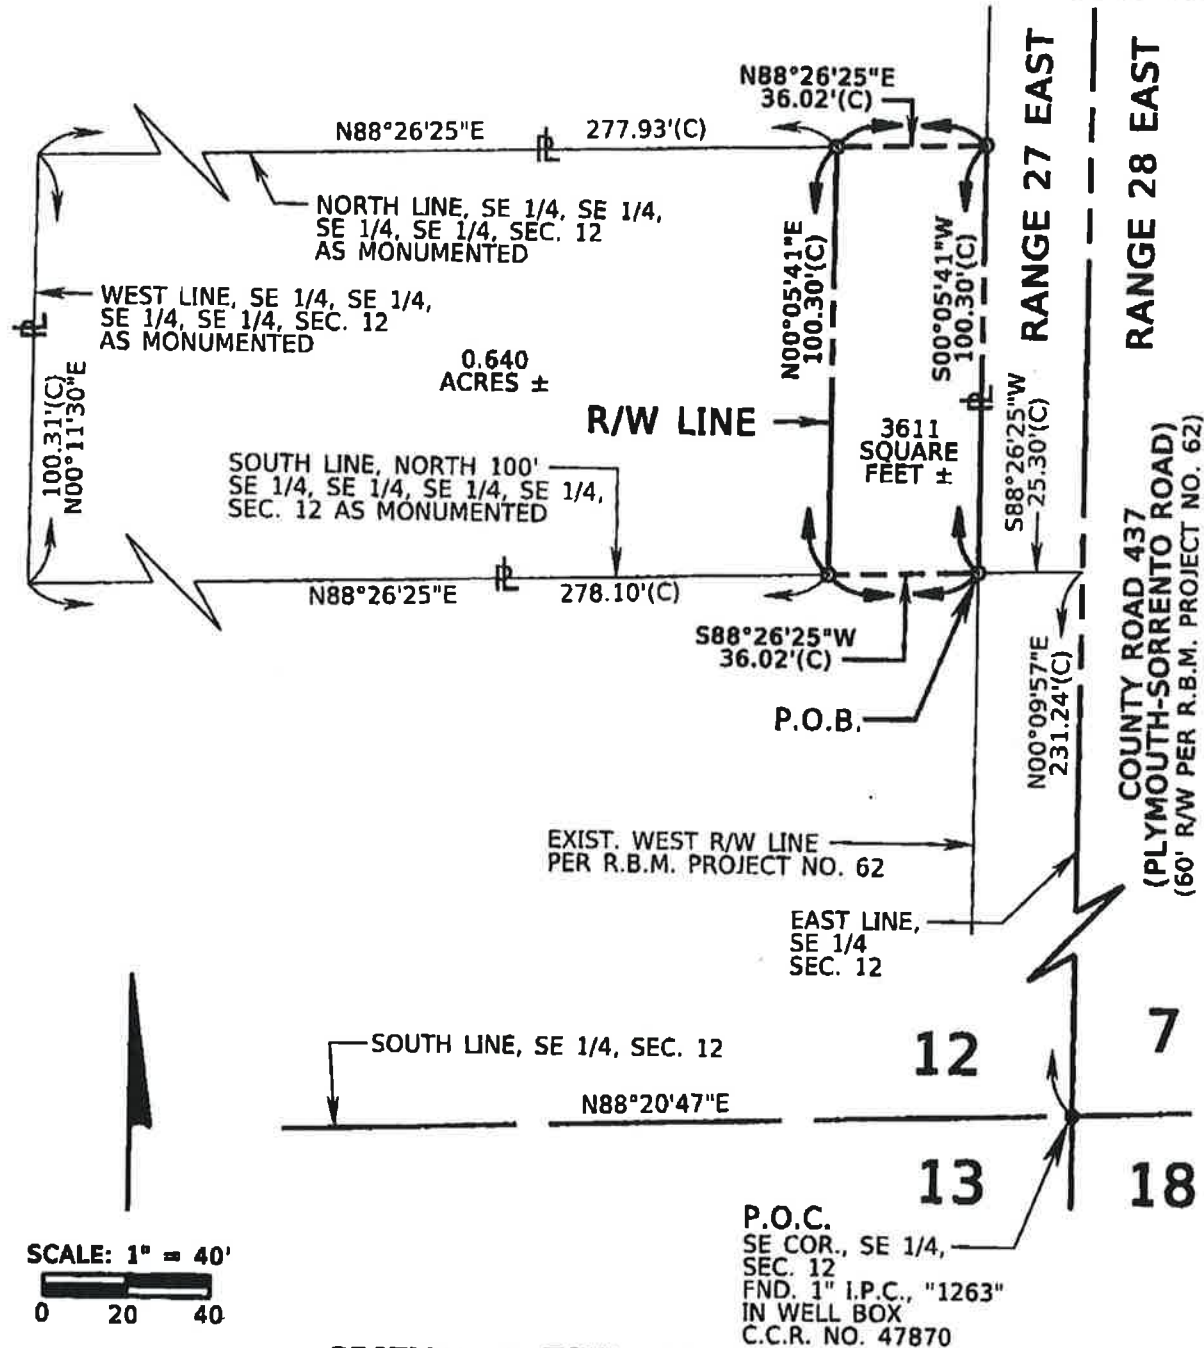 N88°26'25"E
36.02'(C)
N88°26'25"E
277.93'(C)
NORTH LINE, SE 1/4, SE 1/4,
SE 1/4, SE 1/4, SEC. 12
AS MONUMENTED
WEST LINE, SE 1/4, SE 1/4,
SE 1/4, SE 1/4, SEC. 12
AS MONUMENTED
100.31'(C)
N00°11'30"E
0.640
ACRES ±
N00°05'41"E
100.30'(C)
S00°05'41"W
100.30'(C)
RANGE 27 EAST
RANGE 28 EAST
R/W LINE
3611
SQUARE
FEET ±
S88°26'25"W
25.30'(C)
SOUTH LINE, NORTH 100'
SE 1/4, SE 1/4, SE 1/4, SE 1/4,
SEC. 12 AS MONUMENTED
N88°26'25"E
278.10'(C)
S88°26'25"W
36.02'(C)
P.O.B.
N00°09'57"E
231.24'(C)
COUNTY ROAD 437
(PLYMOUTH-SORRENTO ROAD)
(60' R/W PER R.B.M. PROJECT NO. 62)
EXIST. WEST R/W LINE
PER R.B.M. PROJECT NO. 62
EAST LINE,
SE 1/4
SEC. 12
SOUTH LINE, SE 1/4, SEC. 12
N88°20'47"E
12
7
13
18
P.O.C.
SE COR., SE 1/4,
SEC. 12
FND. 1" I.P.C., "1263"
IN WELL BOX
C.C.R. NO. 47870
SCALE: 1" = 40'
0 20 40